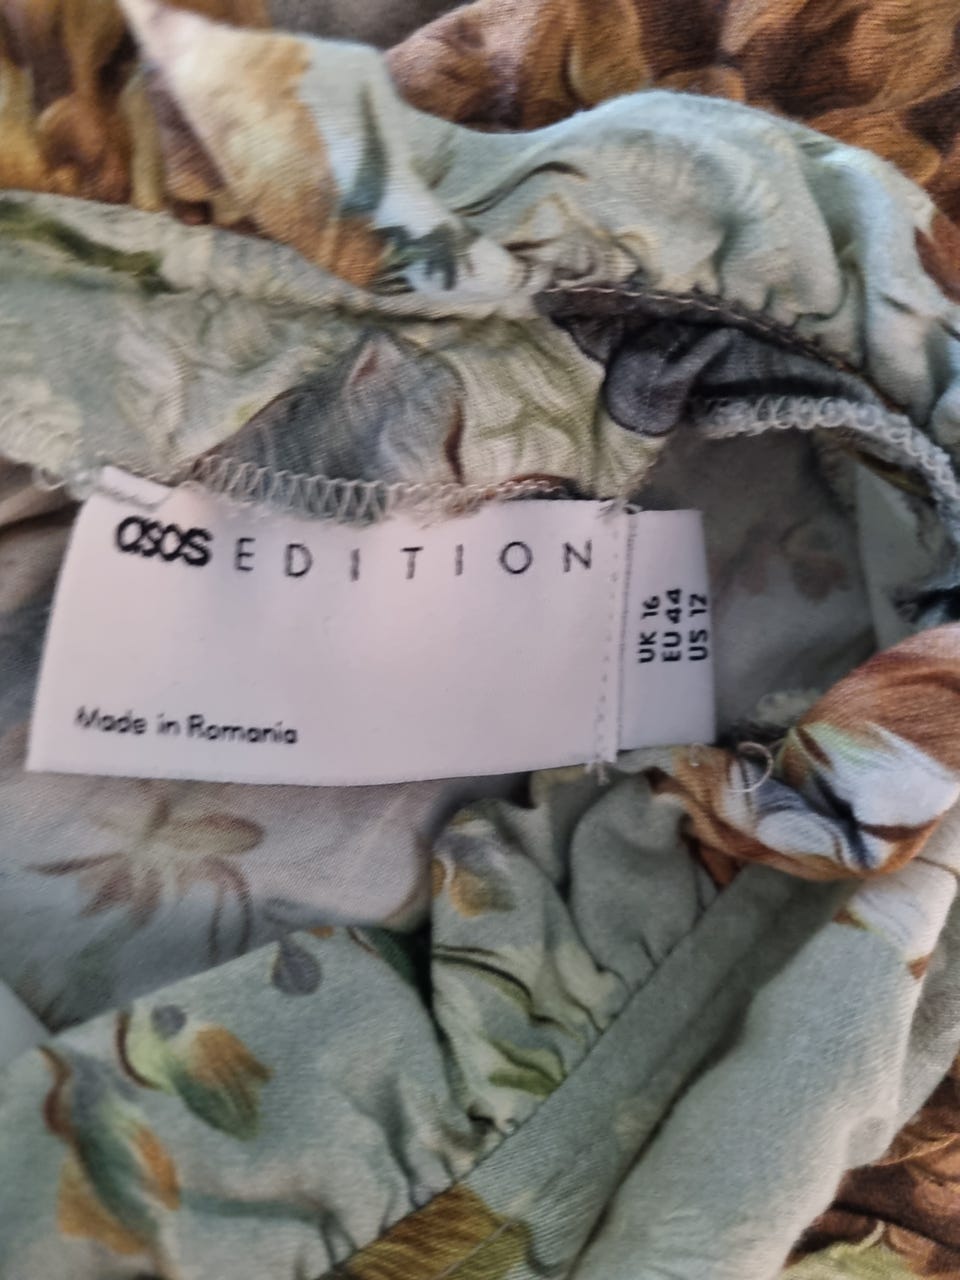 asos EDITION
Made in Romania
UK 16
EU 44
US 12